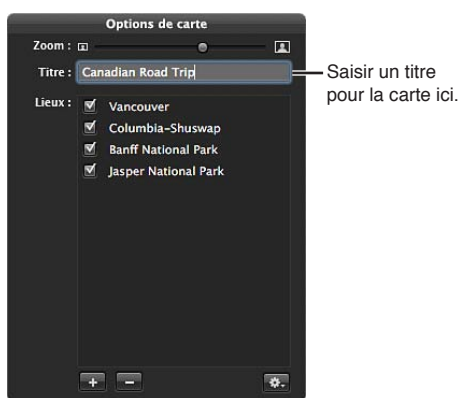 Options de carte
Zoom :
Titre : Canadian Road Trip
Saisir un titre
pour la carte ici.
Lieux : Vancouver
Columbia-Shuswap
Banff National Park
Jasper National Park